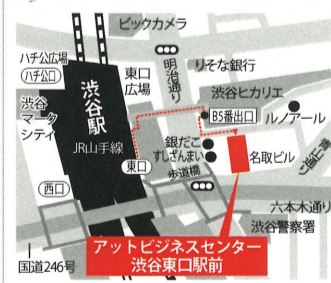 ビックカメラ
ハチ公広場
ハチ公口
東口
広場
明治通り
りそな銀行
渋谷ヒカリエ
渋谷
マーク
シティ
渋谷駅
JR山手線
B5番出口
ルノアール
銀だこ
すしざんまい
名取ビル
青山通り
東口
歩道橋
西口
六本木通り
渋谷警察署
国道246号
アットビジネスセンター
渋谷東口駅前